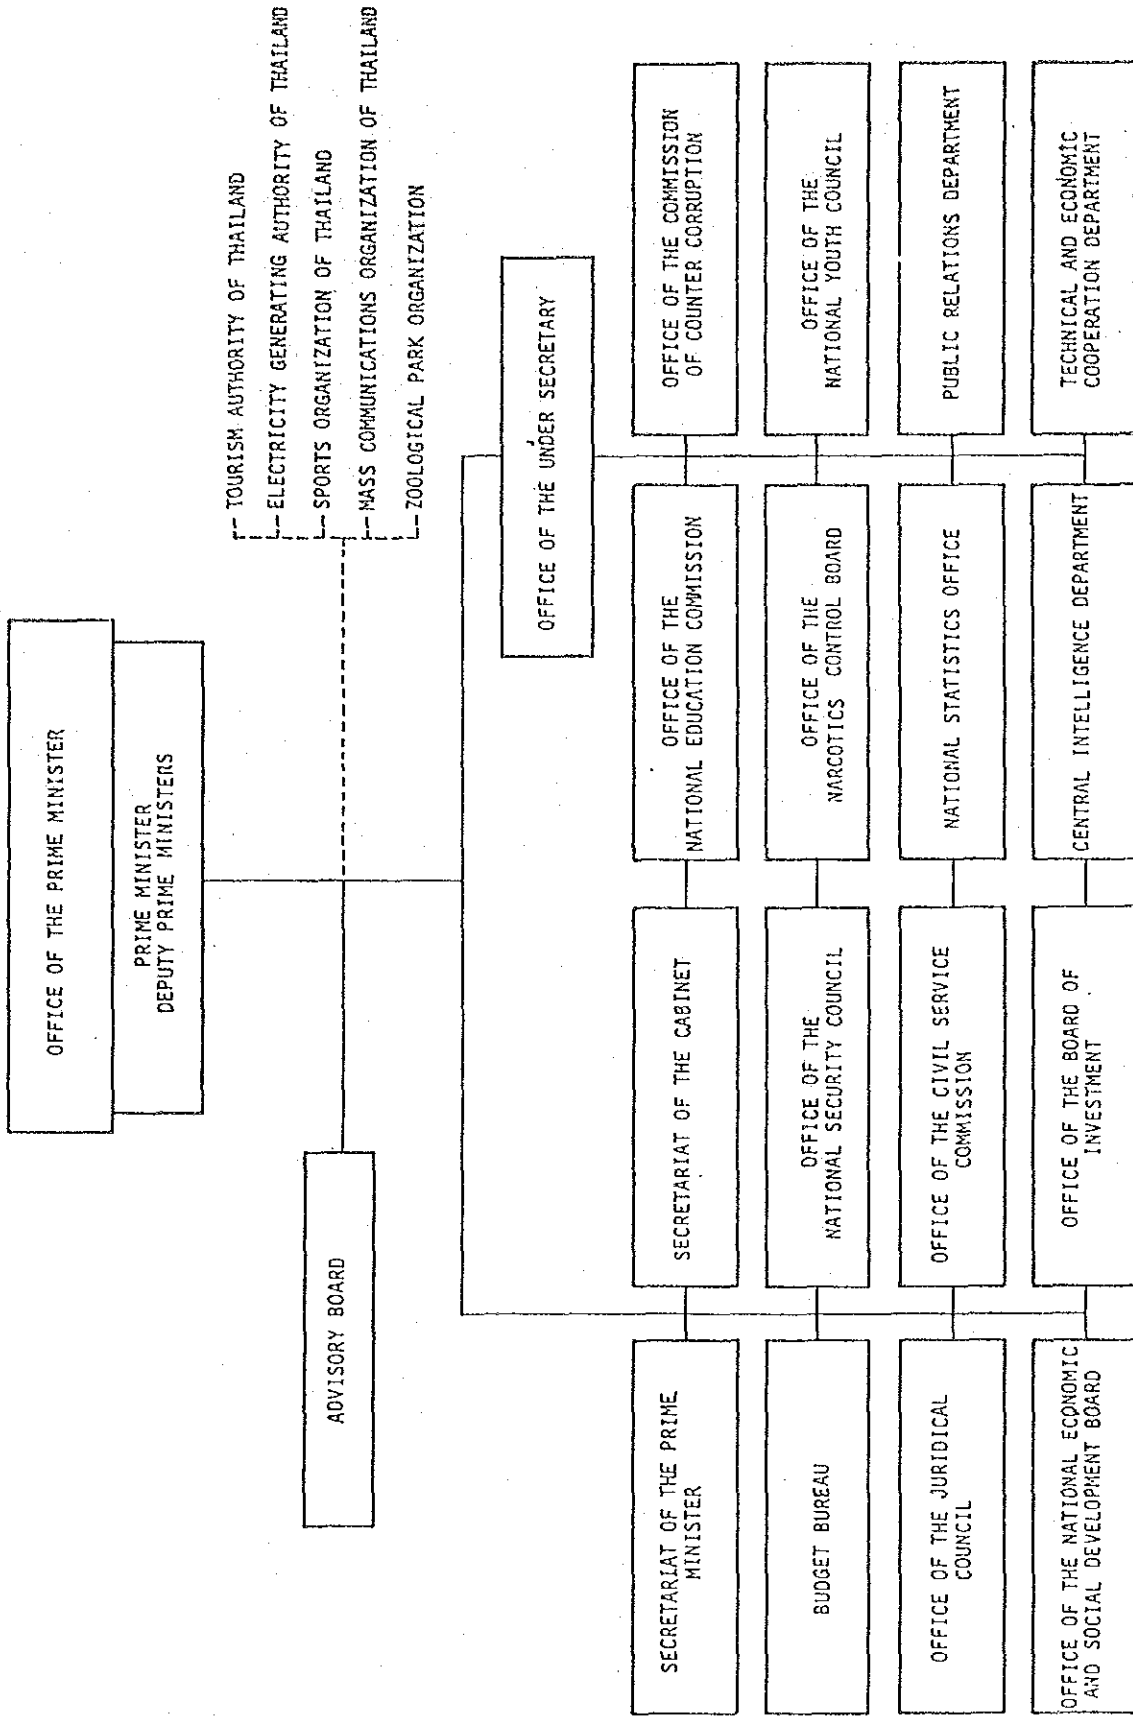 OFFICE OF THE PRIME MINISTER
PRIME MINISTER
DEPUTY PRIME MINISTERS
TOURISM AUTHORITY OF THAILAND
ELECTRICITY GENERATING AUTHORITY OF THAILAND
SPORTS ORGANIZATION OF THAILAND
MASS COMMUNICATIONS ORGANIZATION OF THAILAND
ZOOLOGICAL PARK ORGANIZATION
ADVISORY BOARD
OFFICE OF THE UNDER SECRETARY
SECRETARIAT OF THE PRIME
MINISTER
SECRETARIAT OF THE CABINET
OFFICE OF THE
NATIONAL EDUCATION COMMISSION
OFFICE OF THE COMMISSION
OF COUNTER CORRUPTION
BUDGET BUREAU
OFFICE OF THE
NATIONAL SECURITY COUNCIL
OFFICE OF THE
NARCOTICS CONTROL BOARD
OFFICE OF THE
NATIONAL YOUTH COUNCIL
OFFICE OF THE JURIDICAL
COUNCIL
OFFICE OF THE CIVIL SERVICE
COMMISSION
NATIONAL STATISTICS OFFICE
PUBLIC RELATIONS DEPARTMENT
OFFICE OF THE NATIONAL ECONOMIC
AND SOCIAL DEVELOPMENT BOARD
OFFICE OF THE BOARD OF
INVESTMENT
CENTRAL INTELLIGENCE DEPARTMENT
TECHNICAL AND ECONOMIC
COOPERATION DEPARTMENT